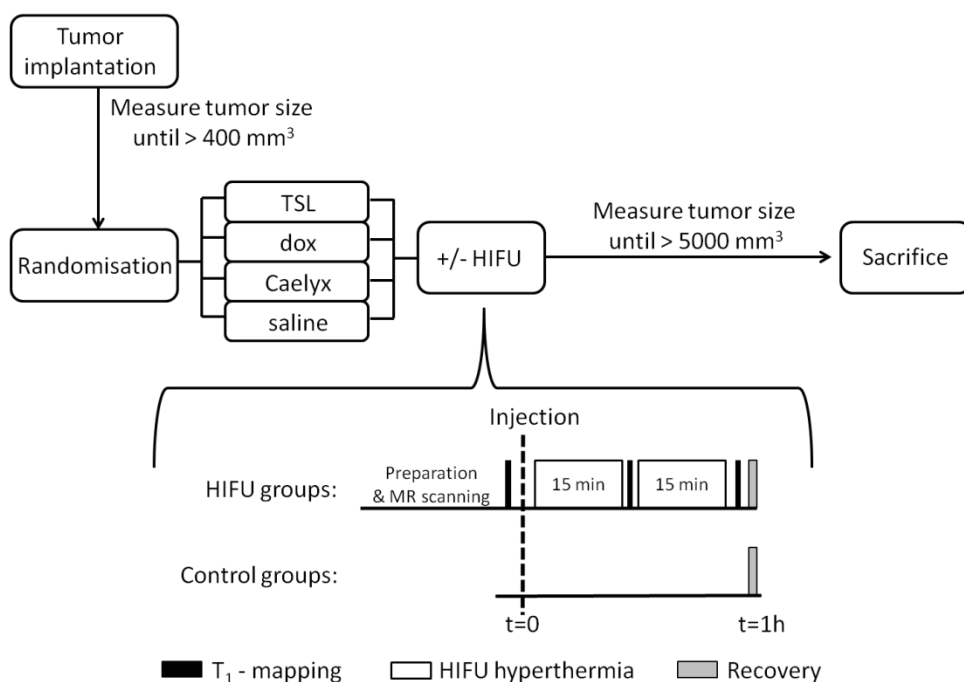 Tumor
implantation
Measure tumor size
until > 400 mm³
Randomisation
TSL
dox
Caelyx
saline
+/- HIFU
Measure tumor size
until > 5000 mm³
Sacrifice
Injection
HIFU groups:
Preparation
& MR scanning
15 min
15 min
Control groups:
t=0
t=1h
T₁ - mapping
HIFU hyperthermia
Recovery